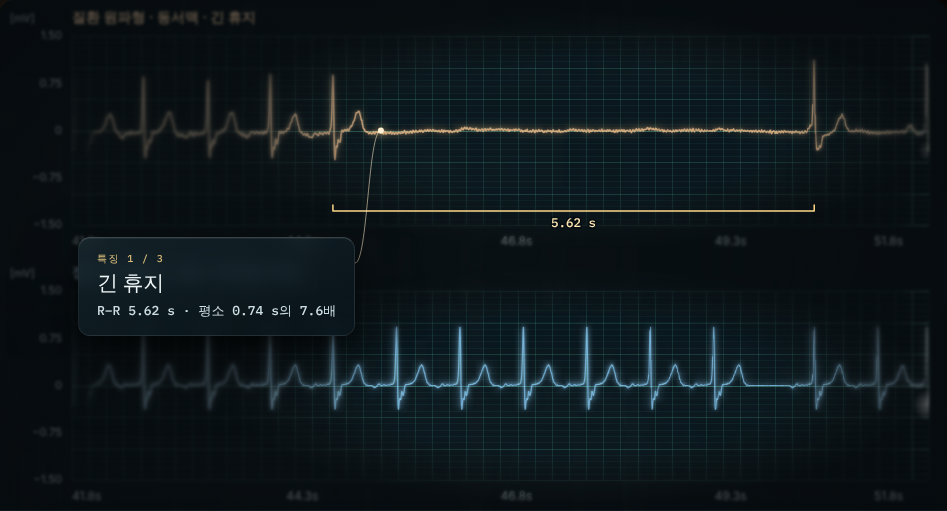 [mV] 질환 원파형 · 동서맥 · 긴 휴지
1.50
0.75
0
-0.75
-1.50
5.62 s
46.8s 49.3s 51.8s
특징 1 / 3
긴 휴지
R-R 5.62 s · 평소 0.74 s의 7.6배
[mV]
1.50
0.75
0
-0.75
-1.50
41.8s 44.3s 46.8s 49.3s 51.8s